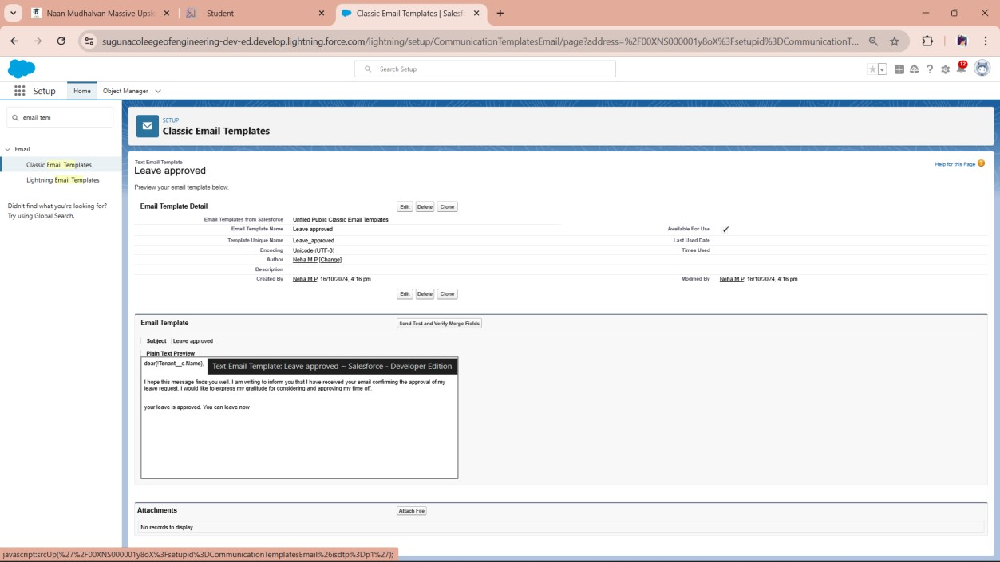 Naan Mudhalvan Massive Upsk
- Student
Classic Email Templates | Salesfo
sugunacoleegeofengineering-dev-ed.develop.lightning.force.com/lightning/setup/CommunicationTemplatesEmail/page?address=%2F00XNS000001y8oX%3Fsetupid%3DCommunicationT...
Search Setup
12
Setup
Home
Object Manager
email tem
Email
Classic Email Templates
Lightning Email Templates
Didn't find what you're looking for?
Try using Global Search.
SETUP
Classic Email Templates
Text Email Template
Leave approved
Help for this Page
Preview your email template below.
Email Template Detail
Edit Delete Clone
Email Templates from Salesforce Unfiled Public Classic Email Templates
Email Template Name Leave approved Available For Use ✓
Template Unique Name Leave_approved Last Used Date
Encoding Unicode (UTF-8) Times Used
Author Neha M P [Change]
Description
Created By Neha M P, 16/10/2024, 4:16 pm Modified By Neha M P, 16/10/2024, 4:16 pm
Edit Delete Clone
Email Template
Send Test and Verify Merge Fields
Subject Leave approved
Plain Text Preview
dear{!Tenant__c.Name},
Text Email Template: Leave approved ~ Salesforce - Developer Edition
I hope this message finds you well. I am writing to inform you that I have received your email confirming the approval of my
leave request. I would like to express my gratitude for considering and approving my time off.
your leave is approved. You can leave now
Attachments
Attach File
No records to display
javascript:srcUp(%27%2F00XNS000001y8oX%3Fsetupid%3DCommunicationTemplatesEmail%26isdtp%3Dp1%27);